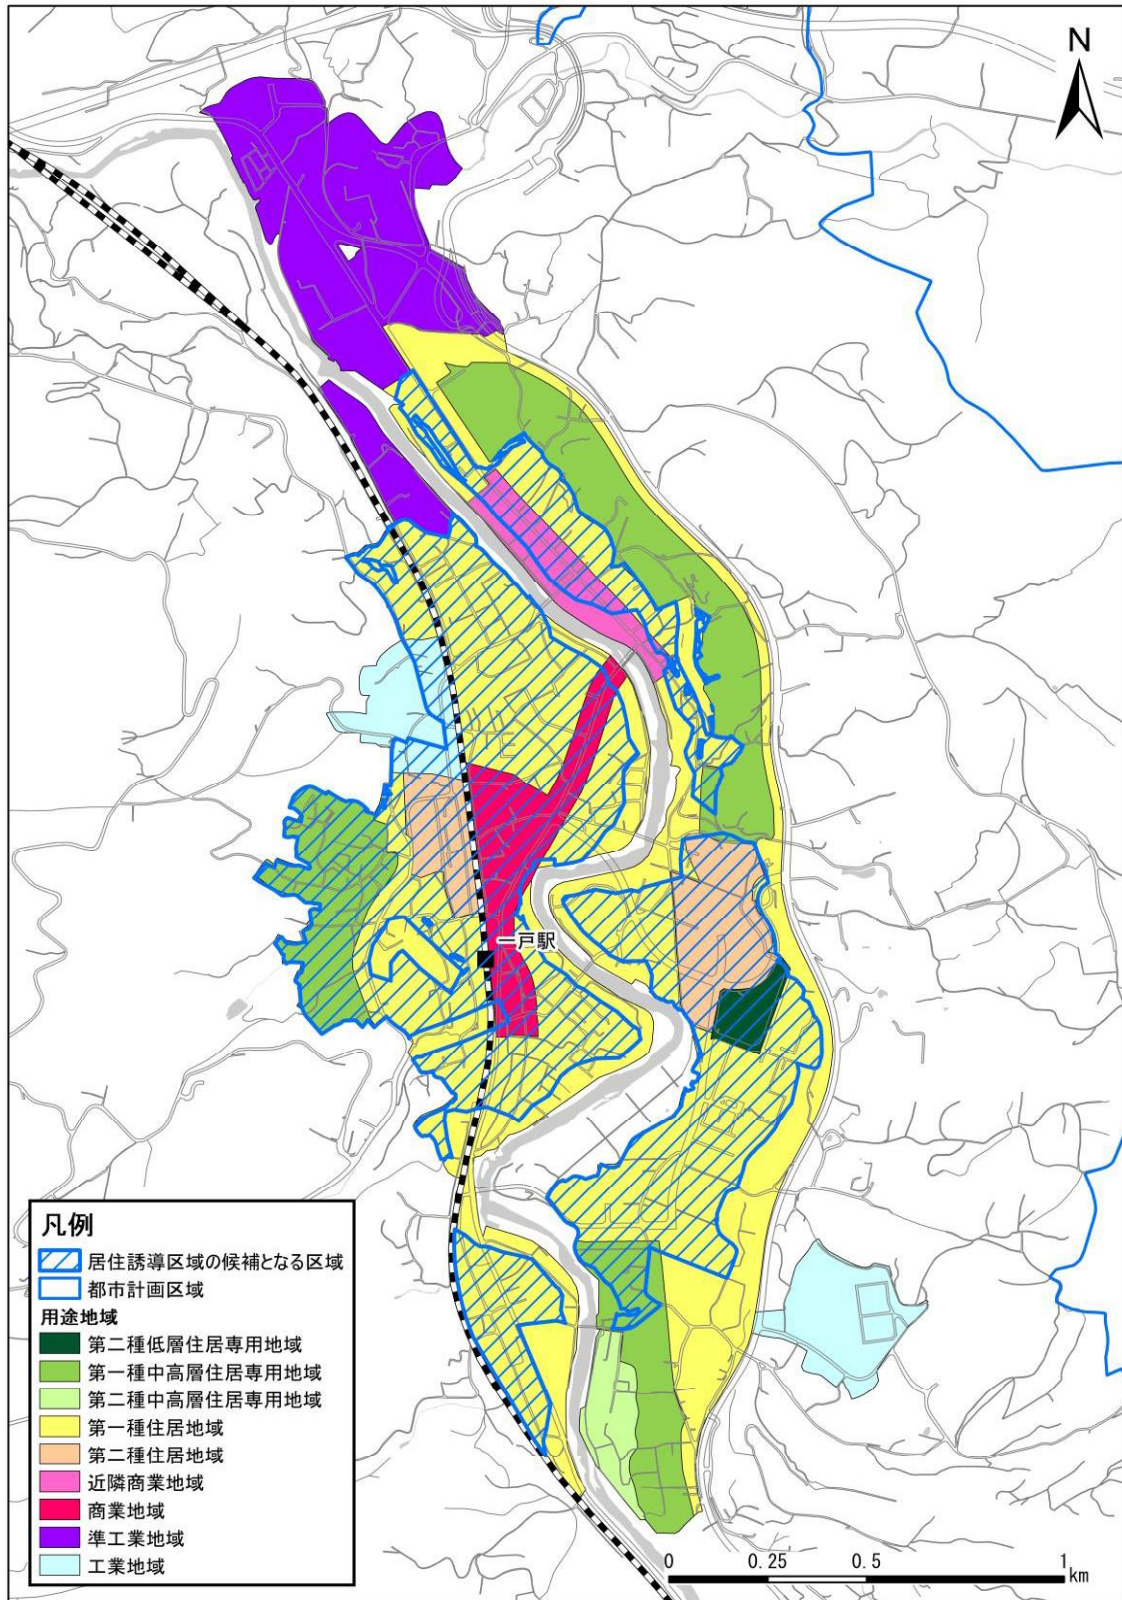 N
一戸駅
凡例
居住誘導区域の候補となる区域
都市計画区域
用途地域
第二種低層住居専用地域
第一種中高層住居専用地域
第二種中高層住居専用地域
第一種住居地域
第二種住居地域
近隣商業地域
商業地域
準工業地域
工業地域
0 0.25 0.5 1
km